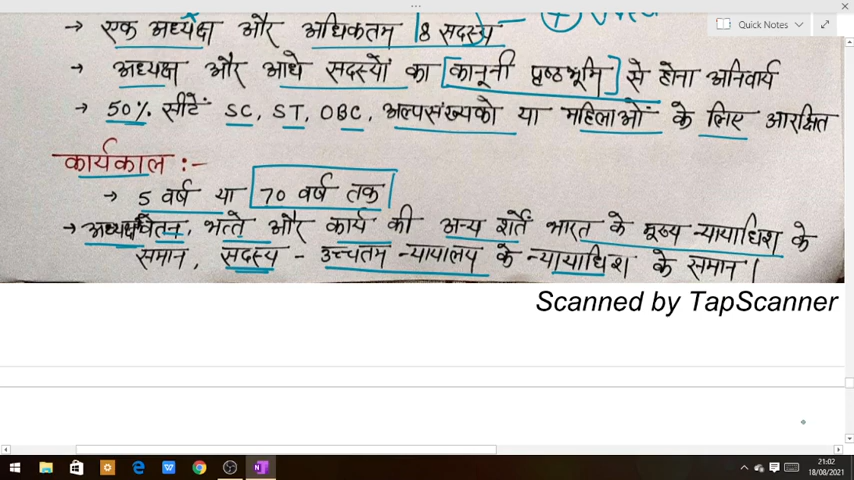 Quick Notes
→ एक अध्यक्ष और अधिकतम 8 सदस्य
→ अध्यक्ष और आधे सदस्यों का कानूनी पृष्ठभूमि से होना अनिवार्य
→ 50% सीटें SC, ST, OBC, अल्पसंख्यको या महिलाओं के लिए आरक्षित
कार्यकाल :-
→ 5 वर्ष या 70 वर्ष तक
→ अध्यक्ष वेतन, भत्ते और कार्य की अन्य शर्तें भारत के मुख्य न्यायाधिश के
समान, सदस्य - उच्चतम न्यायालय के न्यायाधिश के समान।
Scanned by TapScanner
21:02
18/08/2021